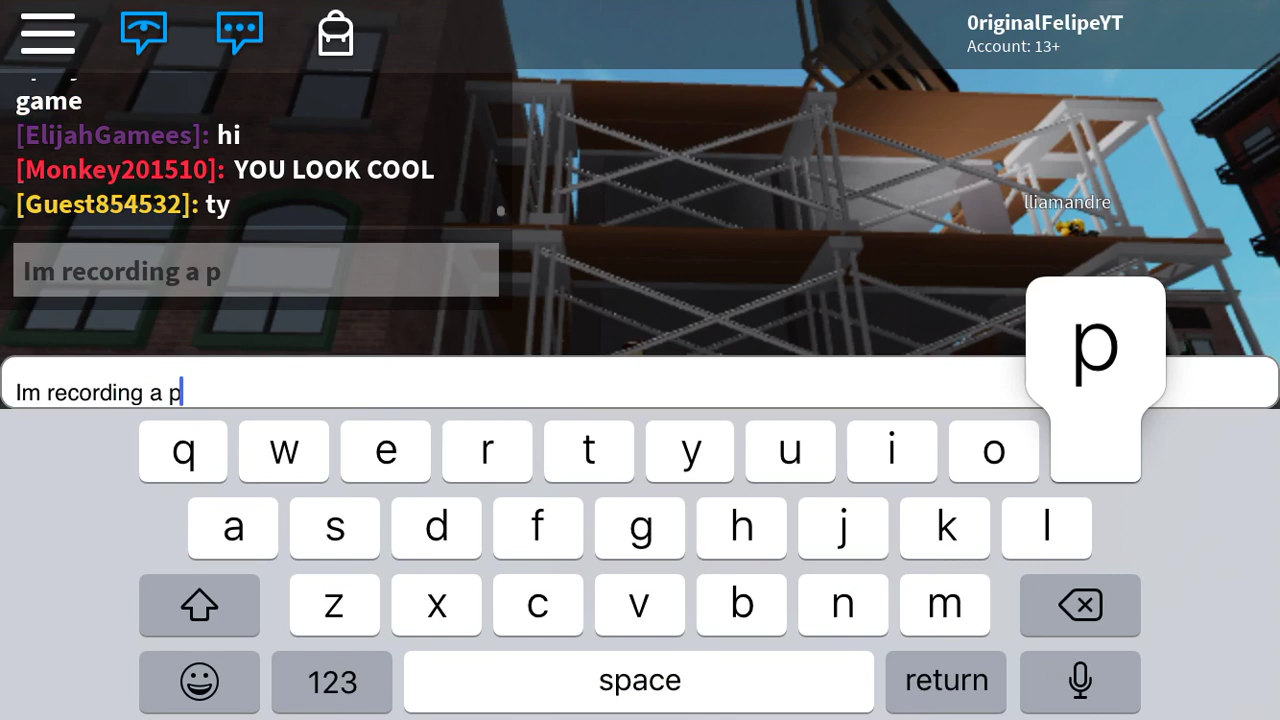 0riginalFelipeYT
Account: 13+
game
[ElijahGamees]: hi
[Monkey201510]: YOU LOOK COOL
[Guest854532]: ty
lliamandre
Im recording a p
p
Im recording a p
q w e r t y u i o
a s d f g h j k l
z x c v b n m
123 space return